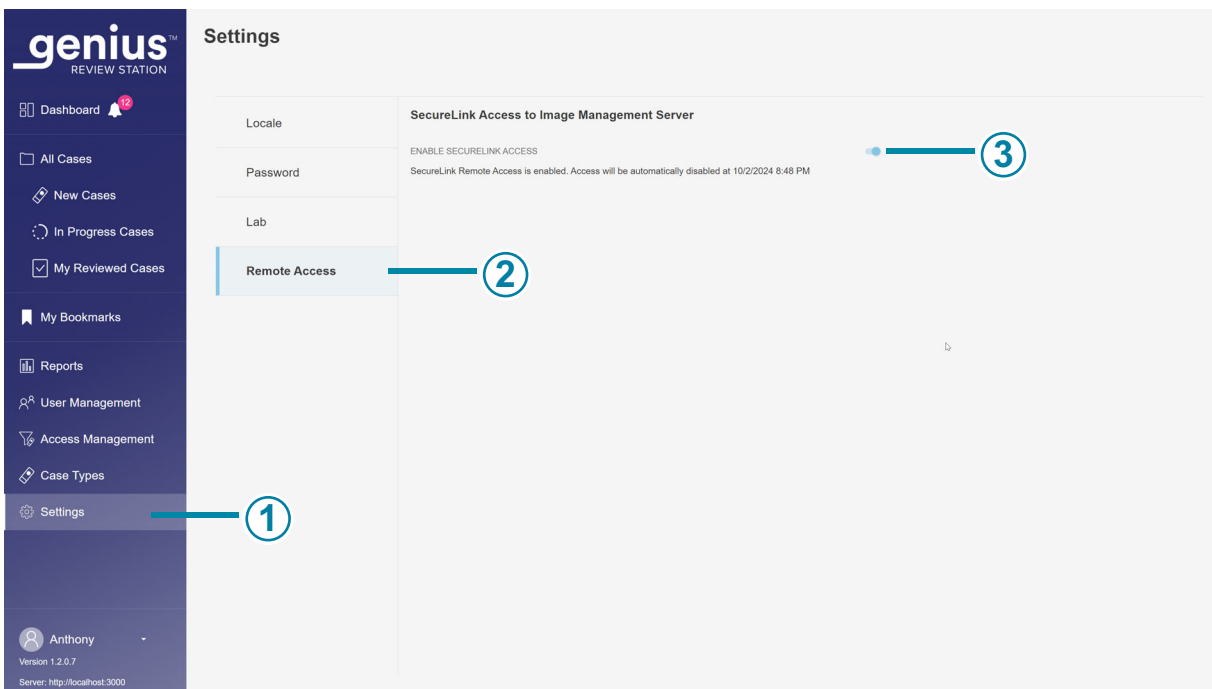 genius™
REVIEW STATION
Dashboard 12
All Cases
New Cases
In Progress Cases
My Reviewed Cases
My Bookmarks
Reports
User Management
Access Management
Case Types
Settings
Anthony
Version 1.2.0.7
Server: http://localhost:3000
Settings
Locale
Password
Lab
Remote Access
SecureLink Access to Image Management Server
ENABLE SECURELINK ACCESS
SecureLink Remote Access is enabled. Access will be automatically disabled at 10/2/2024 8:48 PM
1
2
3